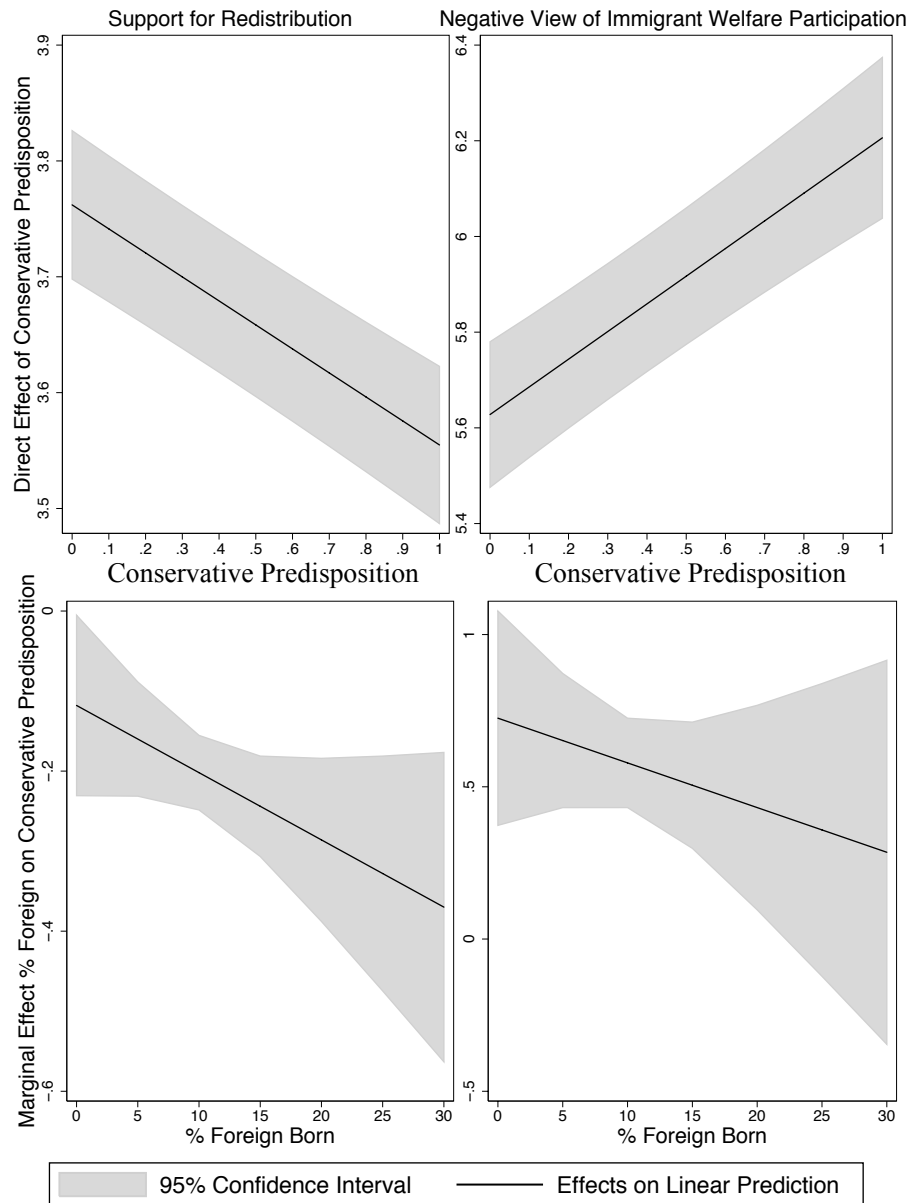 Support for Redistribution
Negative View of Immigrant Welfare Participation
Direct Effect of Conservative Predisposition
3.9
3.8
3.7
3.6
3.5
0 .1 .2 .3 .4 .5 .6 .7 .8 .9 1
Conservative Predisposition
6.4
6.2
6
5.8
5.6
5.4
0 .1 .2 .3 .4 .5 .6 .7 .8 .9 1
Conservative Predisposition
Marginal Effect % Foreign on Conservative Predisposition
0
-.2
-.4
-.6
0 5 10 15 20 25 30
% Foreign Born
1
.5
0
-.5
0 5 10 15 20 25 30
% Foreign Born
95% Confidence Interval
Effects on Linear Prediction